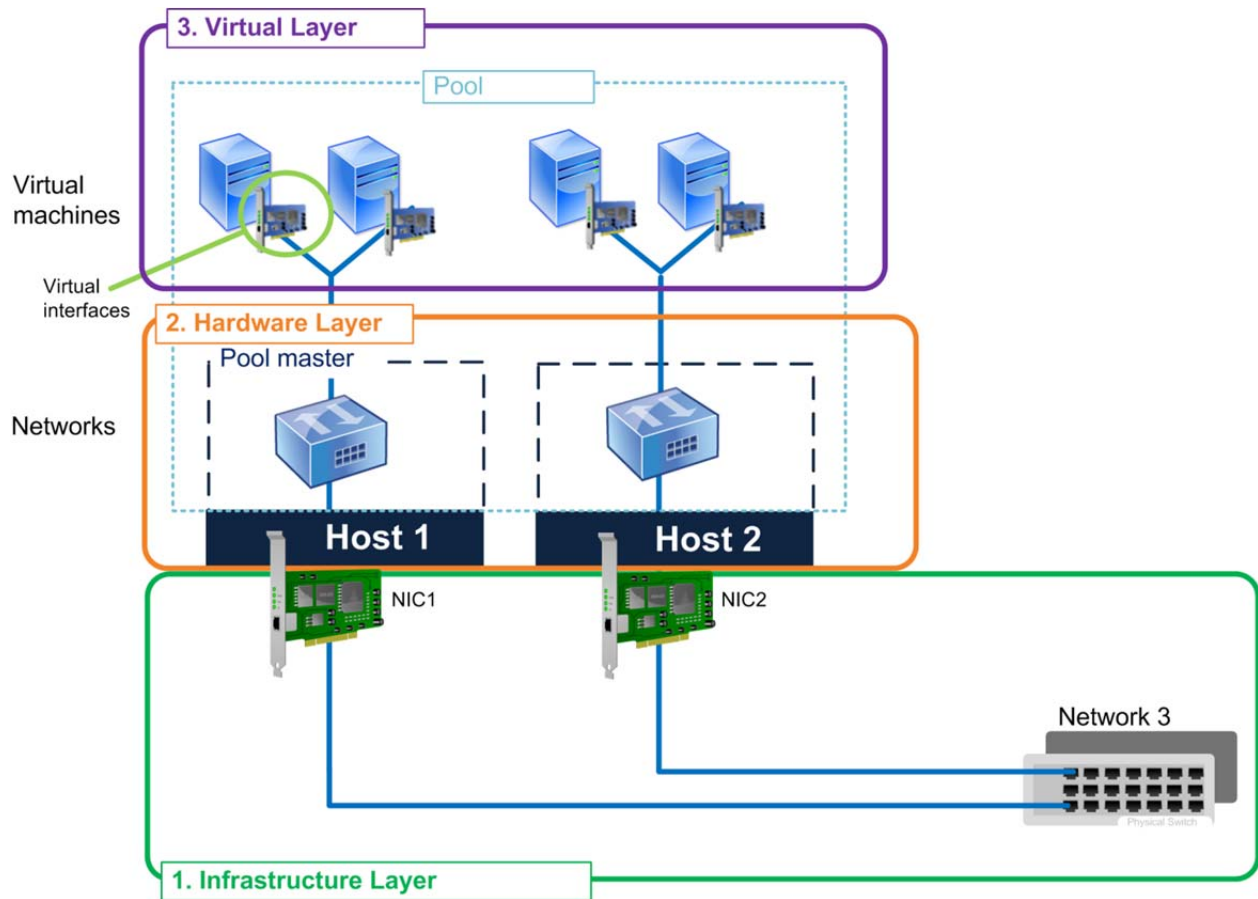 3. Virtual Layer
Pool
Virtual
machines
Virtual
interfaces
2. Hardware Layer
Pool master
Networks
Host 1
Host 2
NIC1
NIC2
Network 3
Physical Switch
1. Infrastructure Layer